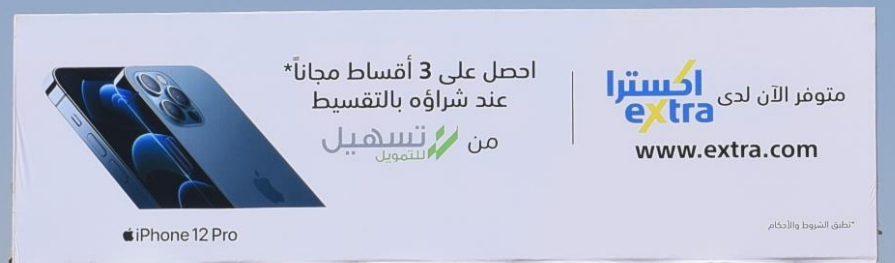 متوفر الآن لدى اكسترا
extra
www.extra.com
*تطبق الشروط والأحكام
احصل على 3 أقساط مجاناً*
عند شراؤه بالتقسيط
من تسهيل
للتمويل
iPhone 12 Pro